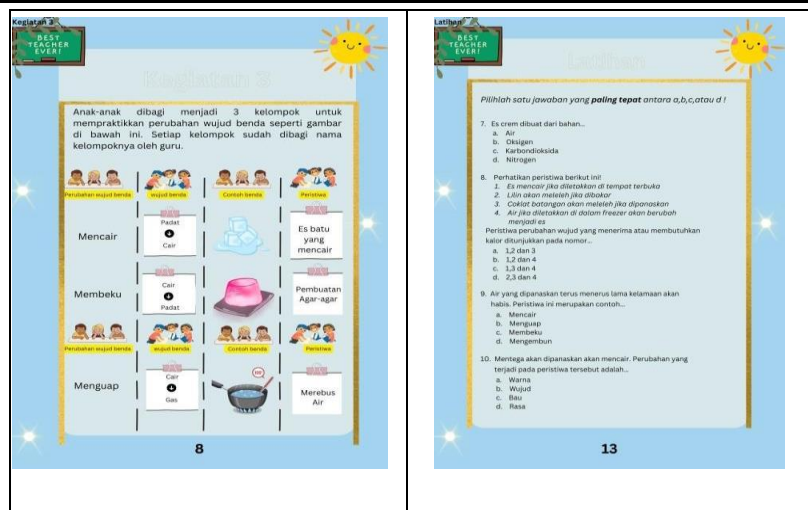 Kegiatan 3
BEST
TEACHER
EVER!
Kegiatan 3
Anak-anak dibagi menjadi 3 kelompok untuk
mempraktikkan perubahan wujud benda seperti gambar
di bawah ini. Setiap kelompok sudah dibagi nama
kelompoknya oleh guru.
Perubahan wujud benda
wujud benda
Contoh benda
Peristiwa
Mencair
Padat
Cair
Es batu
yang
mencair
Membeku
Cair
Padat
Pembuatan
Agar-agar
Perubahan wujud benda
wujud benda
Contoh benda
Peristiwa
Menguap
Cair
Gas
Merebus
Air
8
Latihan
BEST
TEACHER
EVER!
Latihan
Pilihlah satu jawaban yang paling tepat antara a,b,c,atau d !
7. Es crem dibuat dari bahan...
a. Air
b. Oksigen
c. Karbondioksida
d. Nitrogen
8. Perhatikan peristiwa berikut ini!
1. Es mencair jika diletakkan di tempat terbuka
2. Lilin akan meleleh jika dibakar
3. Coklat batangan akan meleleh jika dipanaskan
4. Air jika diletakkan di dalam freezer akan berubah
menjadi es
Peristiwa perubahan wujud yang menerima atau membutuhkan
kalor ditunjukkan pada nomor...
a. 1,2 dan 3
b. 1,2 dan 4
c. 1,3 dan 4
d. 2,3 dan 4
9. Air yang dipanaskan terus menerus lama kelamaan akan
habis. Peristiwa ini merupakan contoh...
a. Mencair
b. Menguap
c. Membeku
d. Mengembun
10. Mentega akan dipanaskan akan mencair. Perubahan yang
terjadi pada peristiwa tersebut adalah...
a. Warna
b. Wujud
c. Bau
d. Rasa
13